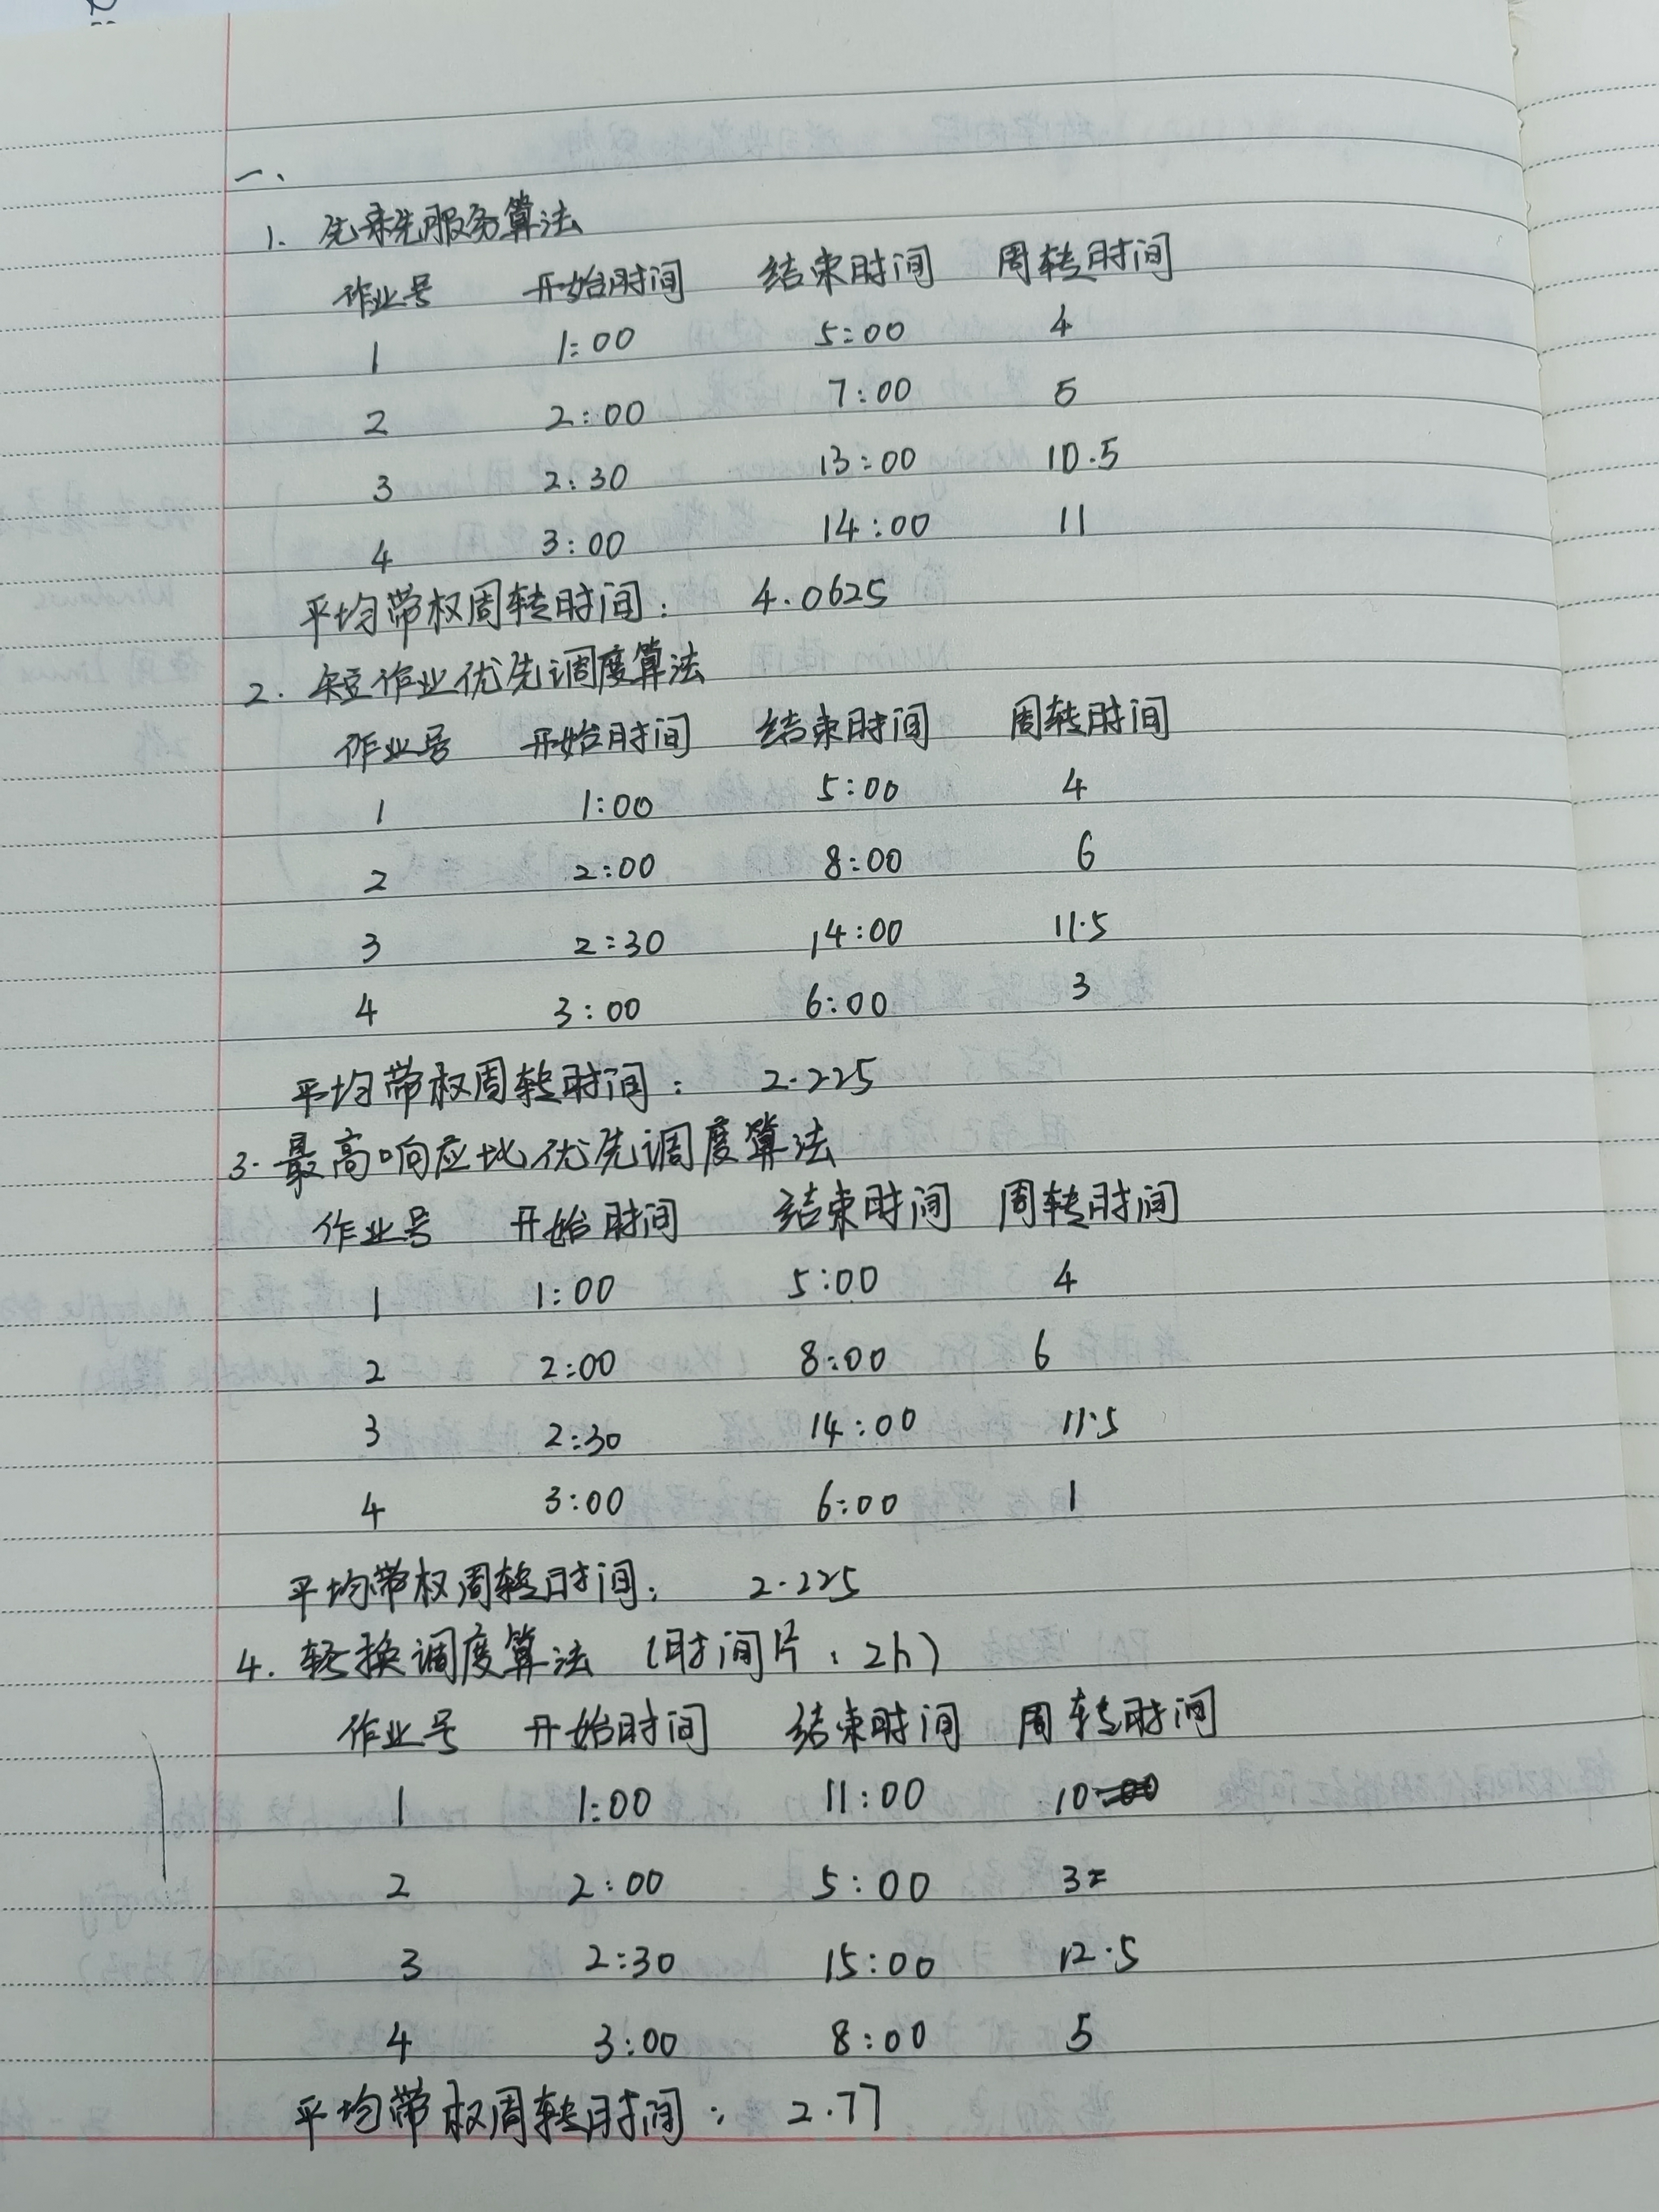 一、
1. 先来先服务算法
作业号 开始时间 结束时间 周转时间
1 1:00 5:00 4
2 2:00 7:00 5
3 2:30 13:00 10.5
4 3:00 14:00 11
平均带权周转时间: 4.0625
2. 短作业优先调度算法
作业号 开始时间 结束时间 周转时间
1 1:00 5:00 4
2 2:00 8:00 6
3 2:30 14:00 11.5
4 3:00 6:00 3
平均带权周转时间: 2.225
3. 最高响应比优先调度算法
作业号 开始时间 结束时间 周转时间
1 1:00 5:00 4
2 2:00 8:00 6
3 2:30 14:00 11.5
4 3:00 6:00 1
平均带权周转时间: 2.225
4. 轮换调度算法 (时间片: 2h)
作业号 开始时间 结束时间 周转时间
1 1:00 11:00 10
2 2:00 5:00 3
3 2:30 15:00 12.5
4 3:00 8:00 5
平均带权周转时间: 2.77